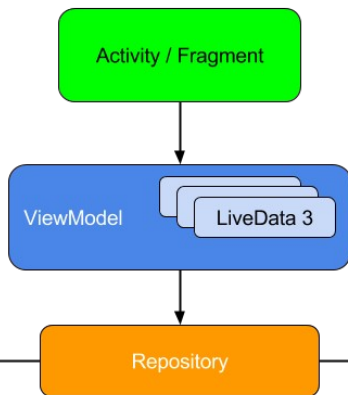 Activity / Fragment
ViewModel
LiveData 3
Repository